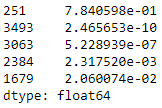 251     7.840598e-01
3493    2.465653e-10
3063    5.228939e-07
2384    2.317520e-03
1679    2.060074e-02
dtype: float64